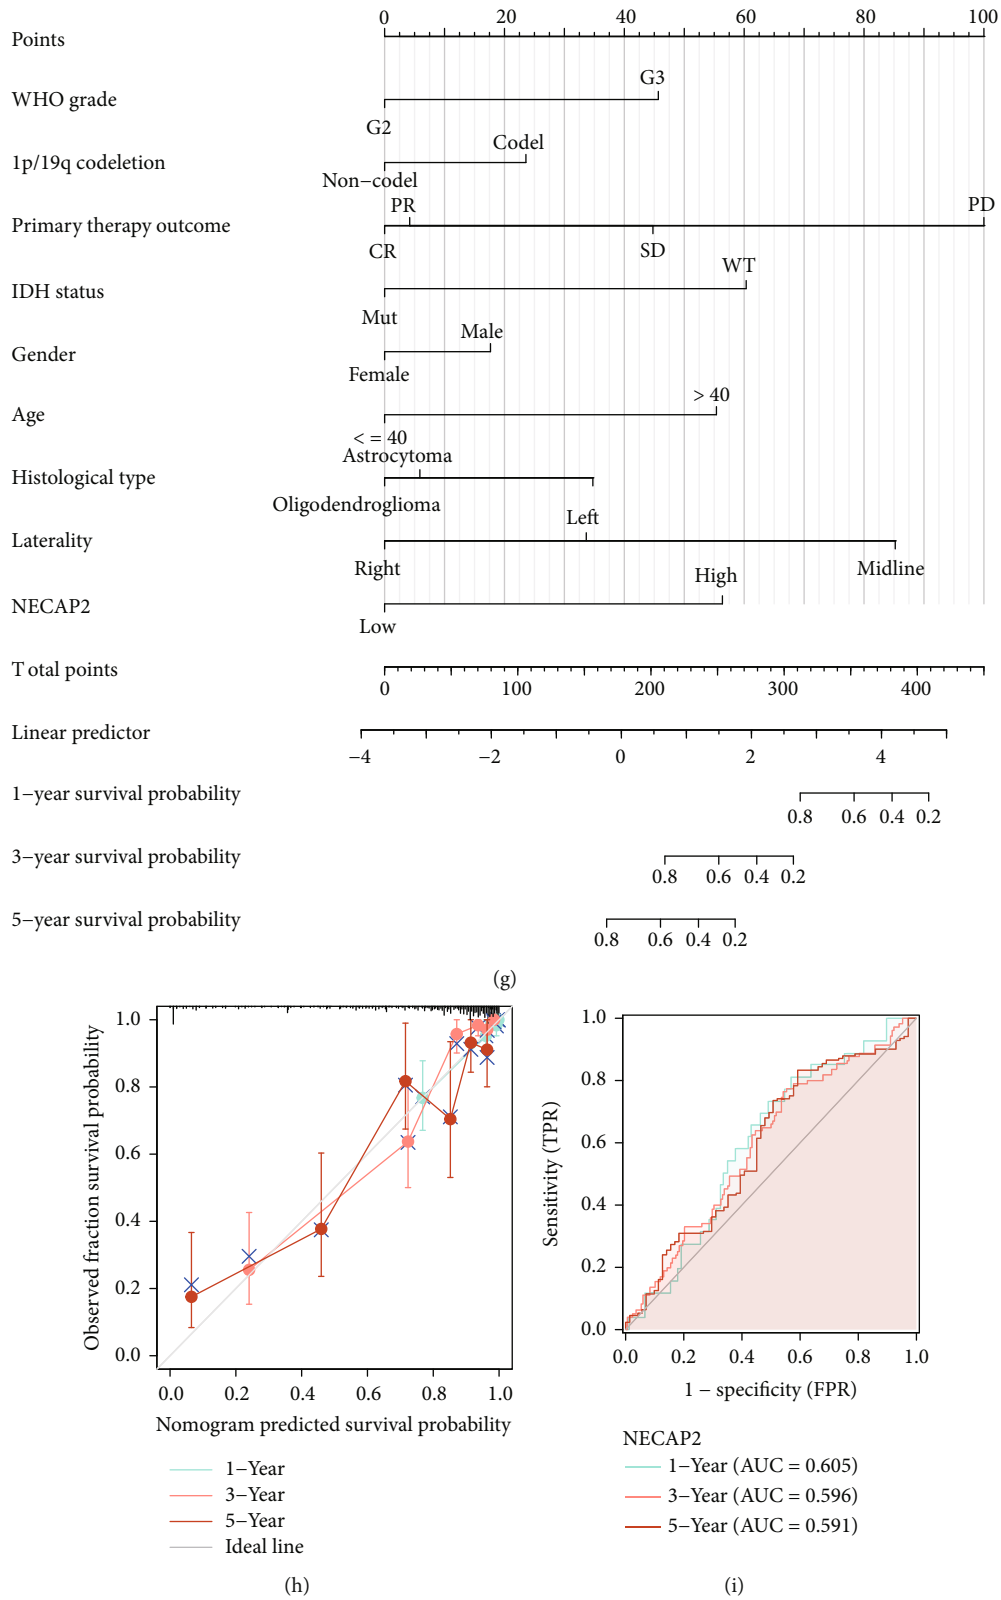 0 20 40 60 80 100
Points
G3
WHO grade
G2
Codel
1p/19q codeletion
Non−codel
PR PD
Primary therapy outcome
CR SD
WT
IDH status
Mut
Male
Gender
Female
> 40
Age
< = 40
Astrocytoma
Histological type
Oligodendroglioma
Left
Laterality
Right Midline
High
NECAP2
Low
Total points
0 100 200 300 400
Linear predictor
−4 −2 0 2 4
1−year survival probability
0.8 0.6 0.4 0.2
3−year survival probability
0.8 0.6 0.4 0.2
5−year survival probability
0.8 0.6 0.4 0.2
(g)
Observed fraction survival probability
1.0
0.8
0.6
0.4
0.2
0.0
0.0 0.2 0.4 0.6 0.8 1.0
Nomogram predicted survival probability
1−Year
3−Year
5−Year
Ideal line
(h)
Sensitivity (TPR)
1.0
0.8
0.6
0.4
0.2
0.0
0.0 0.2 0.4 0.6 0.8 1.0
1 − specificity (FPR)
NECAP2
1−Year (AUC = 0.605)
3−Year (AUC = 0.596)
5−Year (AUC = 0.591)
(i)